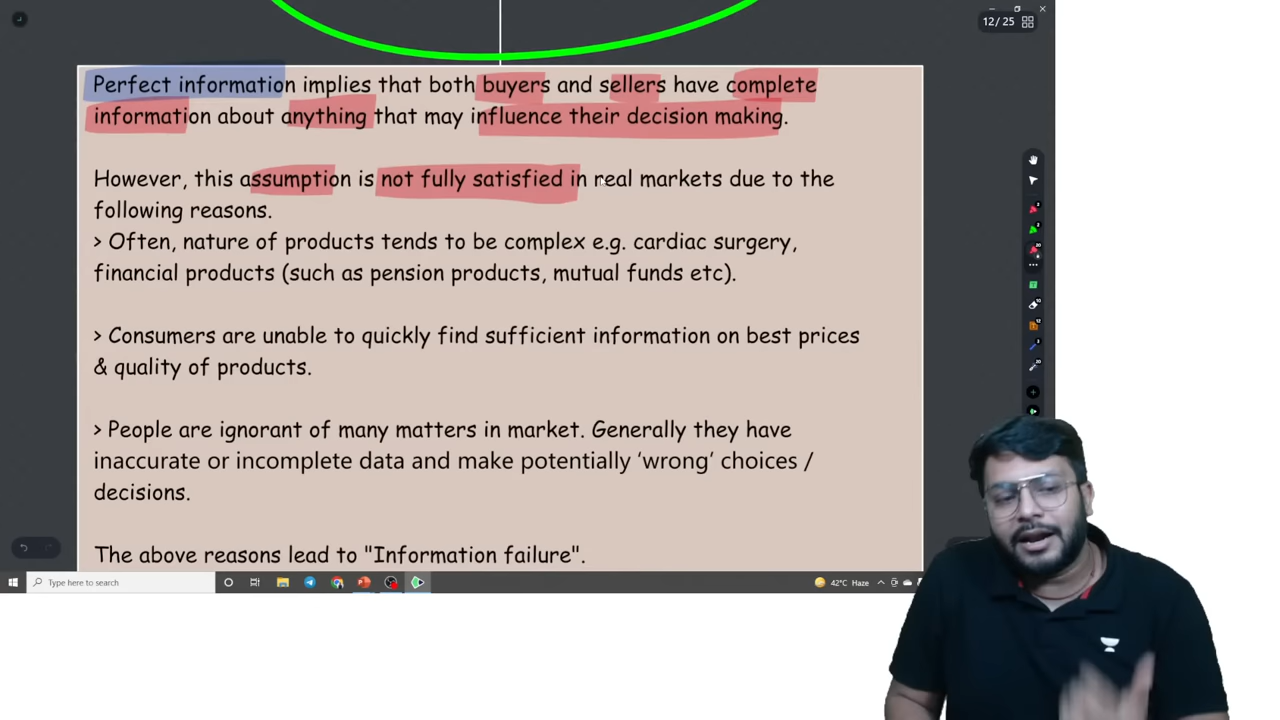 12/25
Perfect information implies that both buyers and sellers have complete
information about anything that may influence their decision making.
However, this assumption is not fully satisfied in real markets due to the
following reasons.
> Often, nature of products tends to be complex e.g. cardiac surgery,
financial products (such as pension products, mutual funds etc).
> Consumers are unable to quickly find sufficient information on best prices
& quality of products.
> People are ignorant of many matters in market. Generally they have
inaccurate or incomplete data and make potentially ‘wrong’ choices /
decisions.
The above reasons lead to "Information failure".
Type here to search
42°C Haze